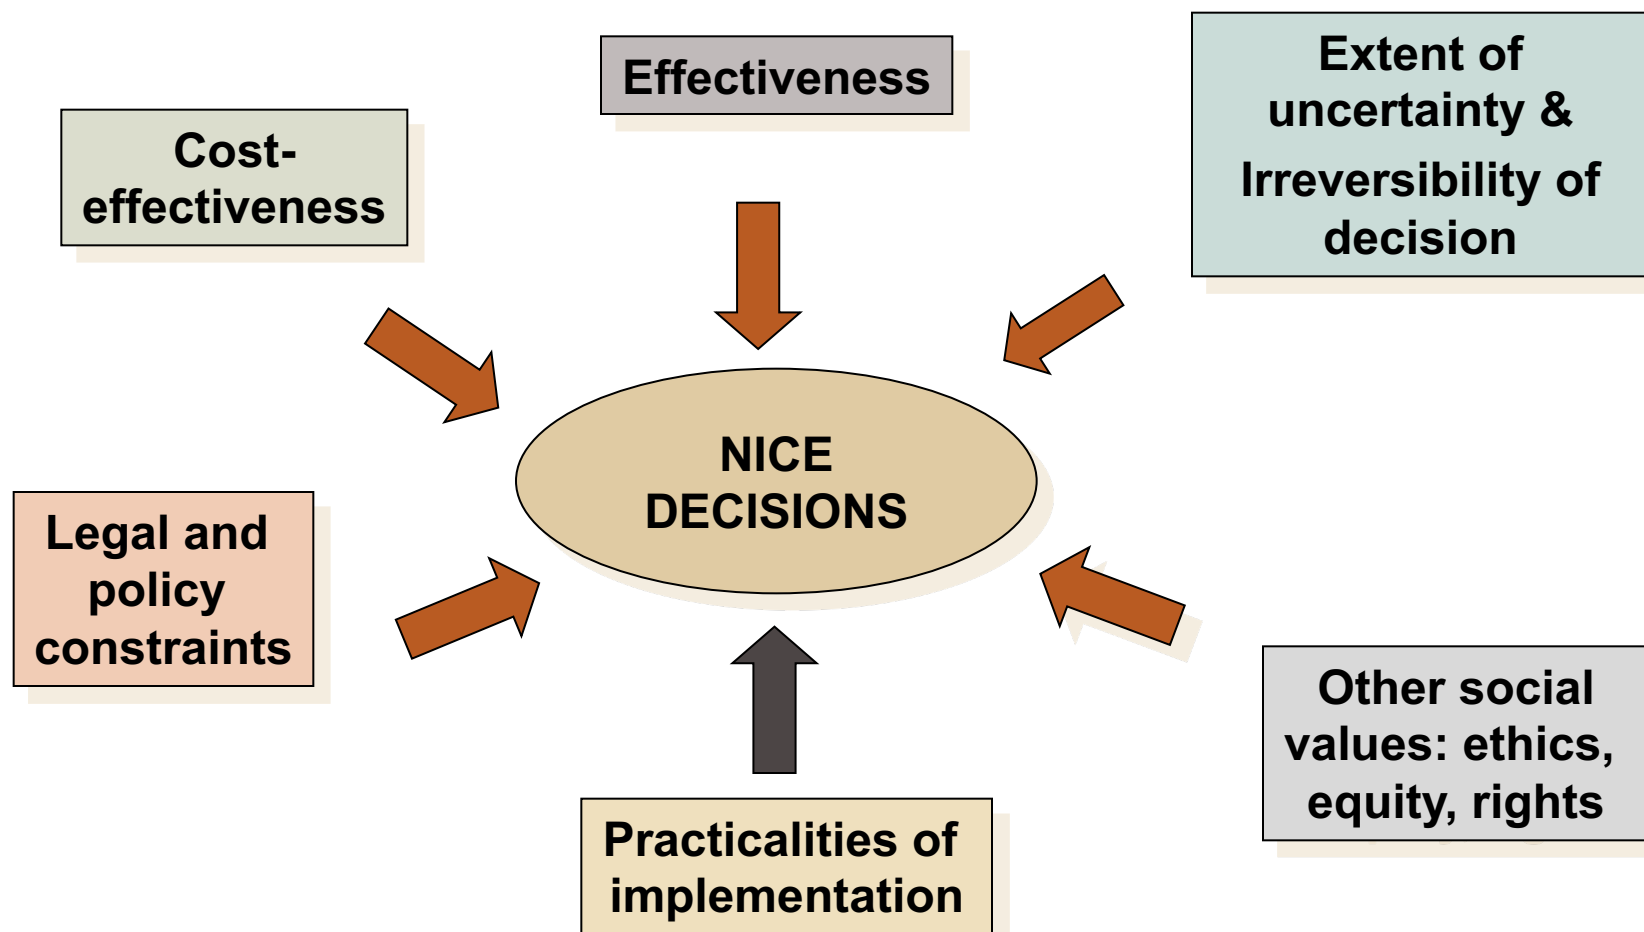 Effectiveness
Extent of
uncertainty &
Irreversibility of
decision
Cost-
effectiveness
NICE
DECISIONS
Legal and
policy
constraints
Other social
values: ethics,
equity, rights
Practicalities of
implementation